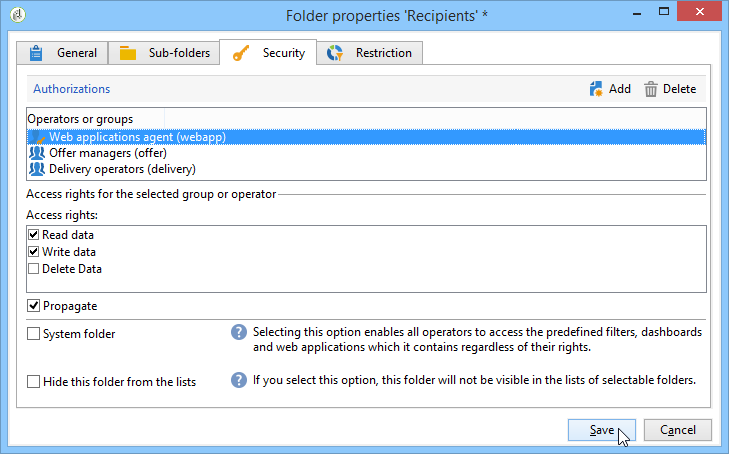 Folder properties 'Recipients' *
General Sub-folders Security Restriction
Authorizations Add Delete
Operators or groups
Web applications agent (webapp)
Offer managers (offer)
Delivery operators (delivery)
Access rights for the selected group or operator
Access rights:
Read data
Write data
Delete Data
Propagate
System folder ? Selecting this option enables all operators to access the predefined filters, dashboards
and web applications which it contains regardless of their rights.
Hide this folder from the lists ? If you select this option, this folder will not be visible in the lists of selectable folders.
Save Cancel